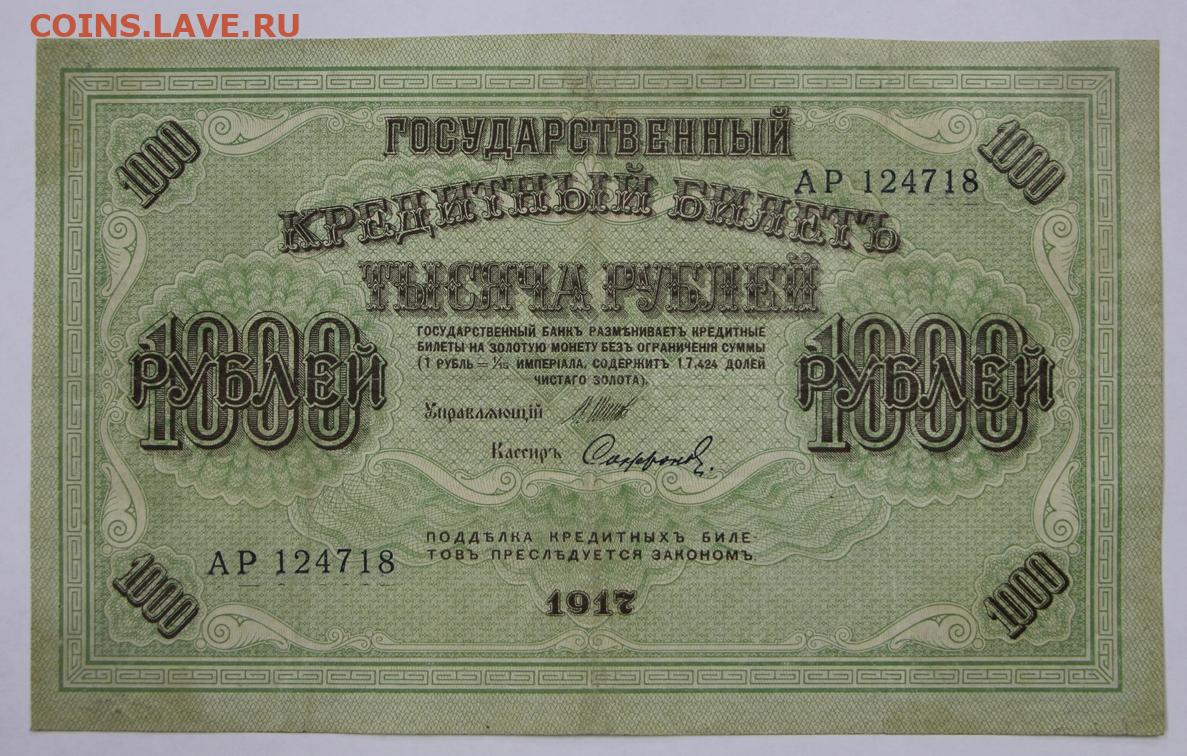 COINS.LAVE.RU
1000
1000
ГОСУДАРСТВЕННЫЙ
КРЕДИТНЫЙ БИЛЕТЪ
АР 124718
ТЫСЯЧА РУБЛЕЙ
1000
РУБЛЕЙ
1000
РУБЛЕЙ
ГОСУДАРСТВЕННЫЙ БАНКЪ РАЗМѢНИВАЕТЪ КРЕДИТНЫЕ
БИЛЕТЫ НА ЗОЛОТУЮ МОНЕТУ БЕЗЪ ОГРАНИЧЕНІЯ СУММЫ
(1 РУБЛЬ = 1/15 ИМПЕРІАЛА, СОДЕРЖИТЪ 17,424 ДОЛЕЙ
ЧИСТАГО ЗОЛОТА).
Управляющій
Кассиръ Сафронов
ПОДДѢЛКА КРЕДИТНЫХЪ БИЛЕ-
ТОВЪ ПРЕСЛѢДУЕТСЯ ЗАКОНОМЪ.
АР 124718
1917
1000
1000